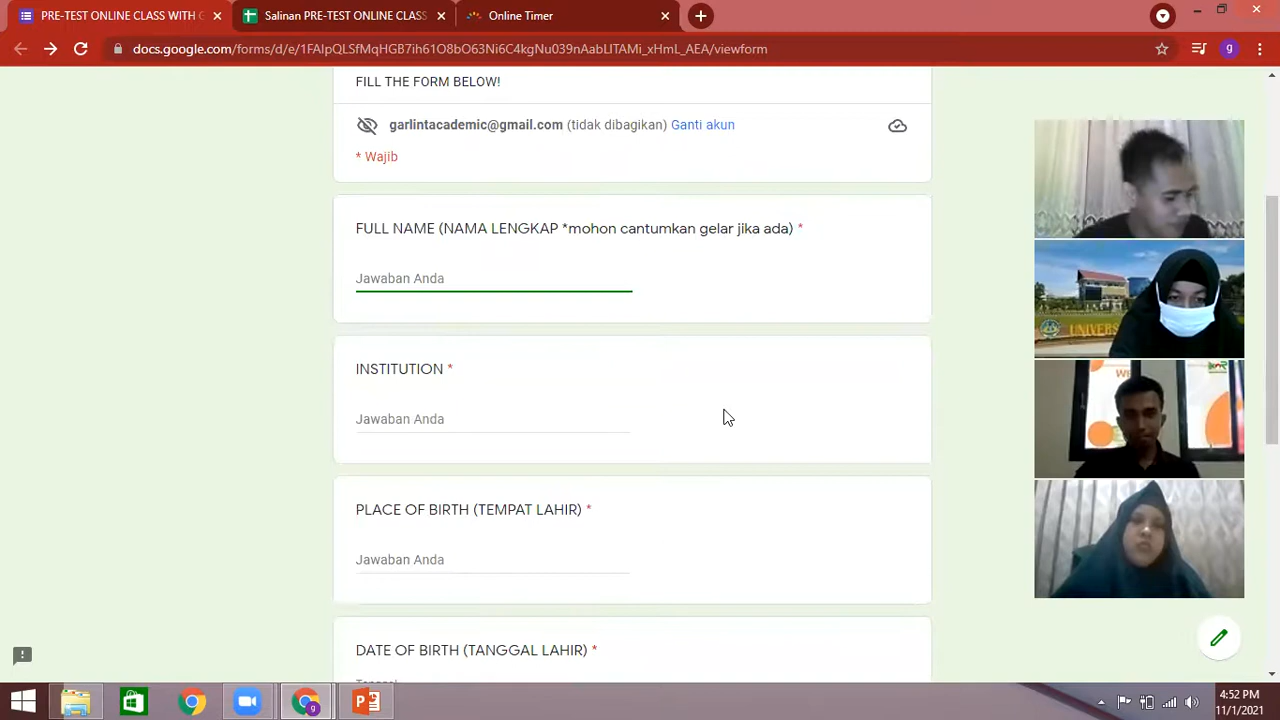 PRE-TEST ONLINE CLASS WITH G
Salinan PRE-TEST ONLINE CLASS
Online Timer
docs.google.com/forms/d/e/1FAIpQLSfMqHGB7ih61O8bO63Ni6C4kgNu039nAabLITAMi_xHmL_AEA/viewform
FILL THE FORM BELOW!
garlintacademic@gmail.com (tidak dibagikan) Ganti akun
* Wajib
FULL NAME (NAMA LENGKAP *mohon cantumkan gelar jika ada) *
Jawaban Anda
INSTITUTION *
Jawaban Anda
PLACE OF BIRTH (TEMPAT LAHIR) *
Jawaban Anda
DATE OF BIRTH (TANGGAL LAHIR) *
Tanggal
4:52 PM
11/1/2021